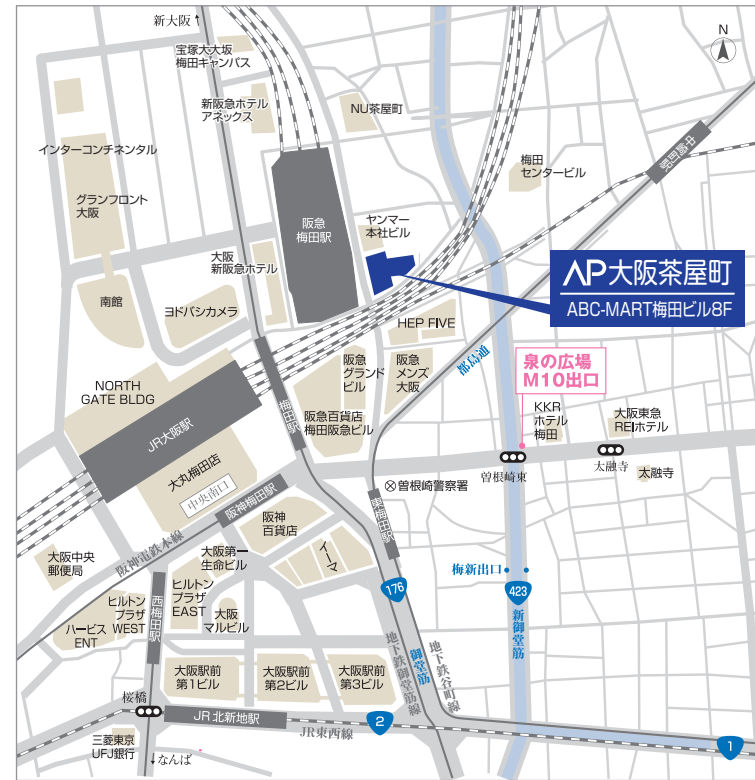 新大阪
N
宝塚大大坂
梅田キャンパス
新阪急ホテル
アネックス
NU茶屋町
インターコンチネンタル
グランフロント
大阪
阪急
梅田駅
ヤンマー
本社ビル
梅田
センタービル
中崎町駅
大阪
新阪急ホテル
AP大阪茶屋町
ABC-MART梅田ビル8F
南館
ヨドバシカメラ
HEP FIVE
都島通
泉の広場
M10出口
阪急
グランド
ビル
阪急
メンズ
大阪
NORTH
GATE BLDG
梅田駅
阪急百貨店
梅田阪急ビル
KKR
ホテル
梅田
大阪東急
REIホテル
JR大阪駅
大丸梅田店
中央南口
曽根崎東
太融寺
太融寺
曽根崎警察署
阪神梅田駅
東梅田駅
阪神電鉄本線
阪神
百貨店
イーマ
大阪中央
郵便局
大阪第一
生命ビル
梅新出口
ヒルトン
プラザ
WEST
ヒルトン
プラザ
EAST
西梅田駅
大阪
マルビル
176
423
新御堂筋
ハービス
ENT
地下鉄御堂筋線
御堂筋
地下鉄谷町線
大阪駅前
第1ビル
大阪駅前
第2ビル
大阪駅前
第3ビル
桜橋
JR北新地駅
JR東西線
2
1
三菱東京
UFJ銀行
なんば